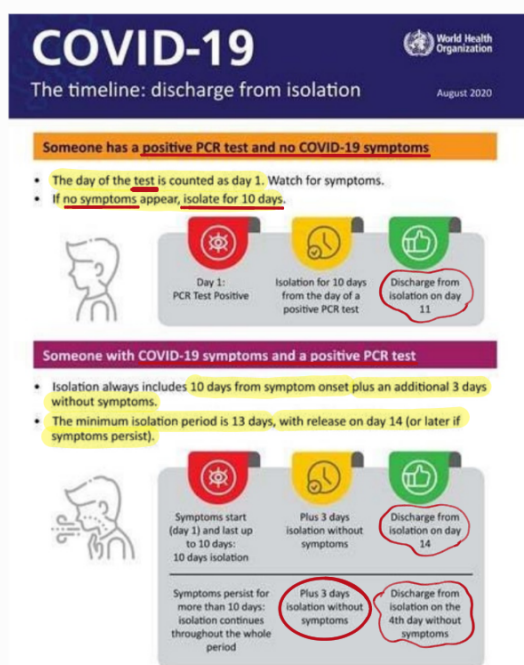 COVID-19
World Health
Organization
The timeline: discharge from isolation
August 2020
Someone has a positive PCR test and no COVID-19 symptoms
• The day of the test is counted as day 1. Watch for symptoms.
• If no symptoms appear, isolate for 10 days.
Day 1:
PCR Test Positive
Isolation for 10 days
from the day of a
positive PCR test
Discharge from
isolation on day
11
Someone with COVID-19 symptoms and a positive PCR test
• Isolation always includes 10 days from symptom onset plus an additional 3 days
without symptoms.
• The minimum isolation period is 13 days, with release on day 14 (or later if
symptoms persist).
Symptoms start
(day 1) and last up
to 10 days:
10 days isolation
Plus 3 days
isolation without
symptoms
Discharge from
isolation on day
14
Symptoms persist for
more than 10 days:
isolation continues
throughout the whole
period
Plus 3 days
isolation without
symptoms
Discharge from
isolation on the
4th day without
symptoms